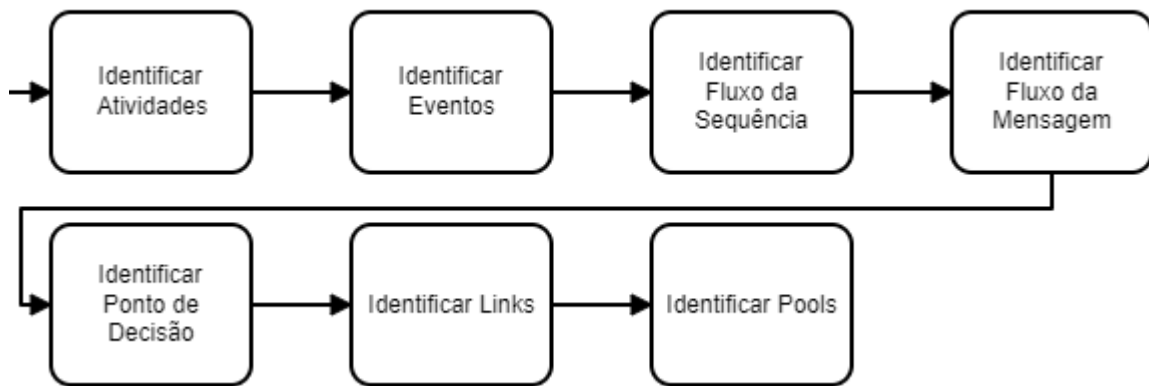 Identificar
Atividades
Identificar
Eventos
Identificar
Fluxo da
Sequência
Identificar
Fluxo da
Mensagem
Identificar
Ponto de
Decisão
Identificar Links
Identificar Pools